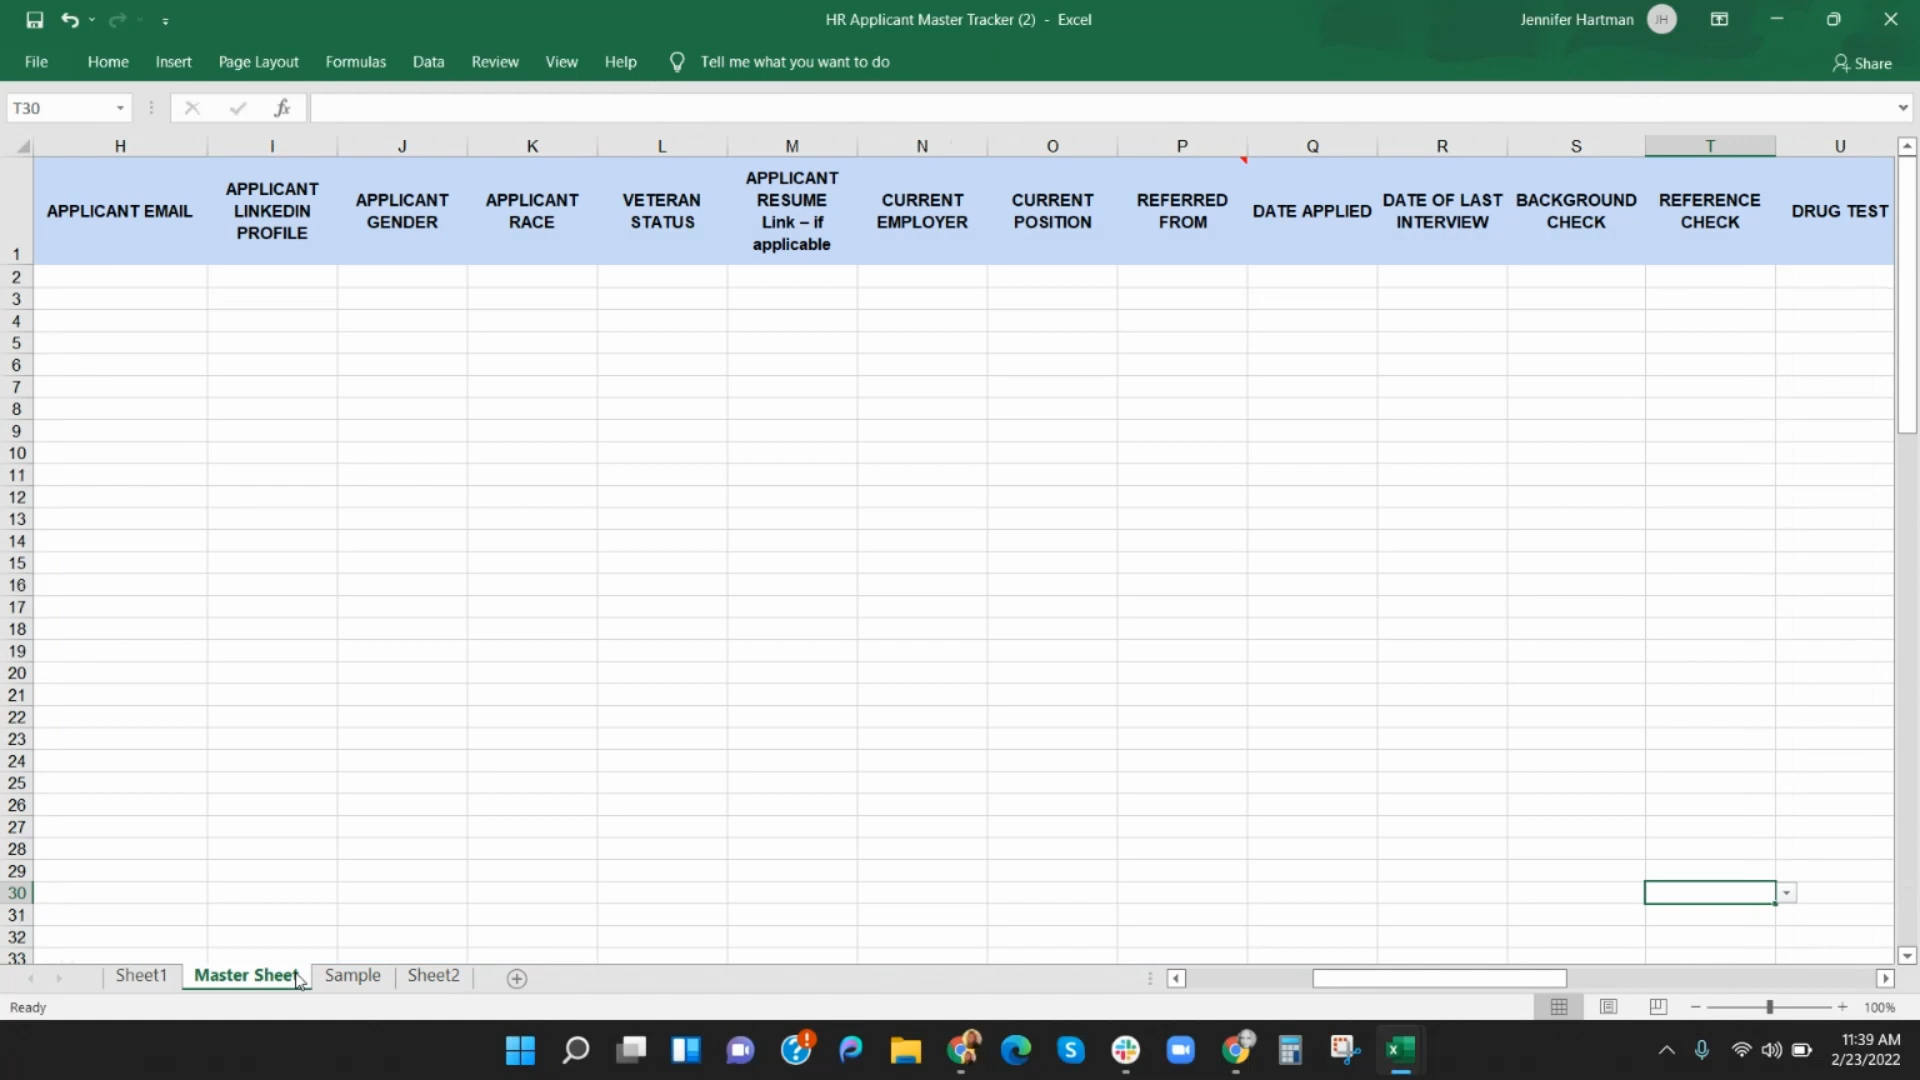 HR Applicant Master Tracker (2) - Excel
Jennifer Hartman
JH
File Home Insert Page Layout Formulas Data Review View Help Tell me what you want to do
Share
T30
fx
H I J K L M N O P Q R S T U
1
APPLICANT EMAIL
APPLICANT
LINKEDIN
PROFILE
APPLICANT
GENDER
APPLICANT
RACE
VETERAN
STATUS
APPLICANT
RESUME
Link – if
applicable
CURRENT
EMPLOYER
CURRENT
POSITION
REFERRED
FROM
DATE APPLIED
DATE OF LAST
INTERVIEW
BACKGROUND
CHECK
REFERENCE
CHECK
DRUG TEST
2
3
4
5
6
7
8
9
10
11
12
13
14
15
16
17
18
19
20
21
22
23
24
25
26
27
28
29
30
31
32
33
Sheet1 Master Sheet Sample Sheet2
Ready
100%
11:39 AM
2/23/2022